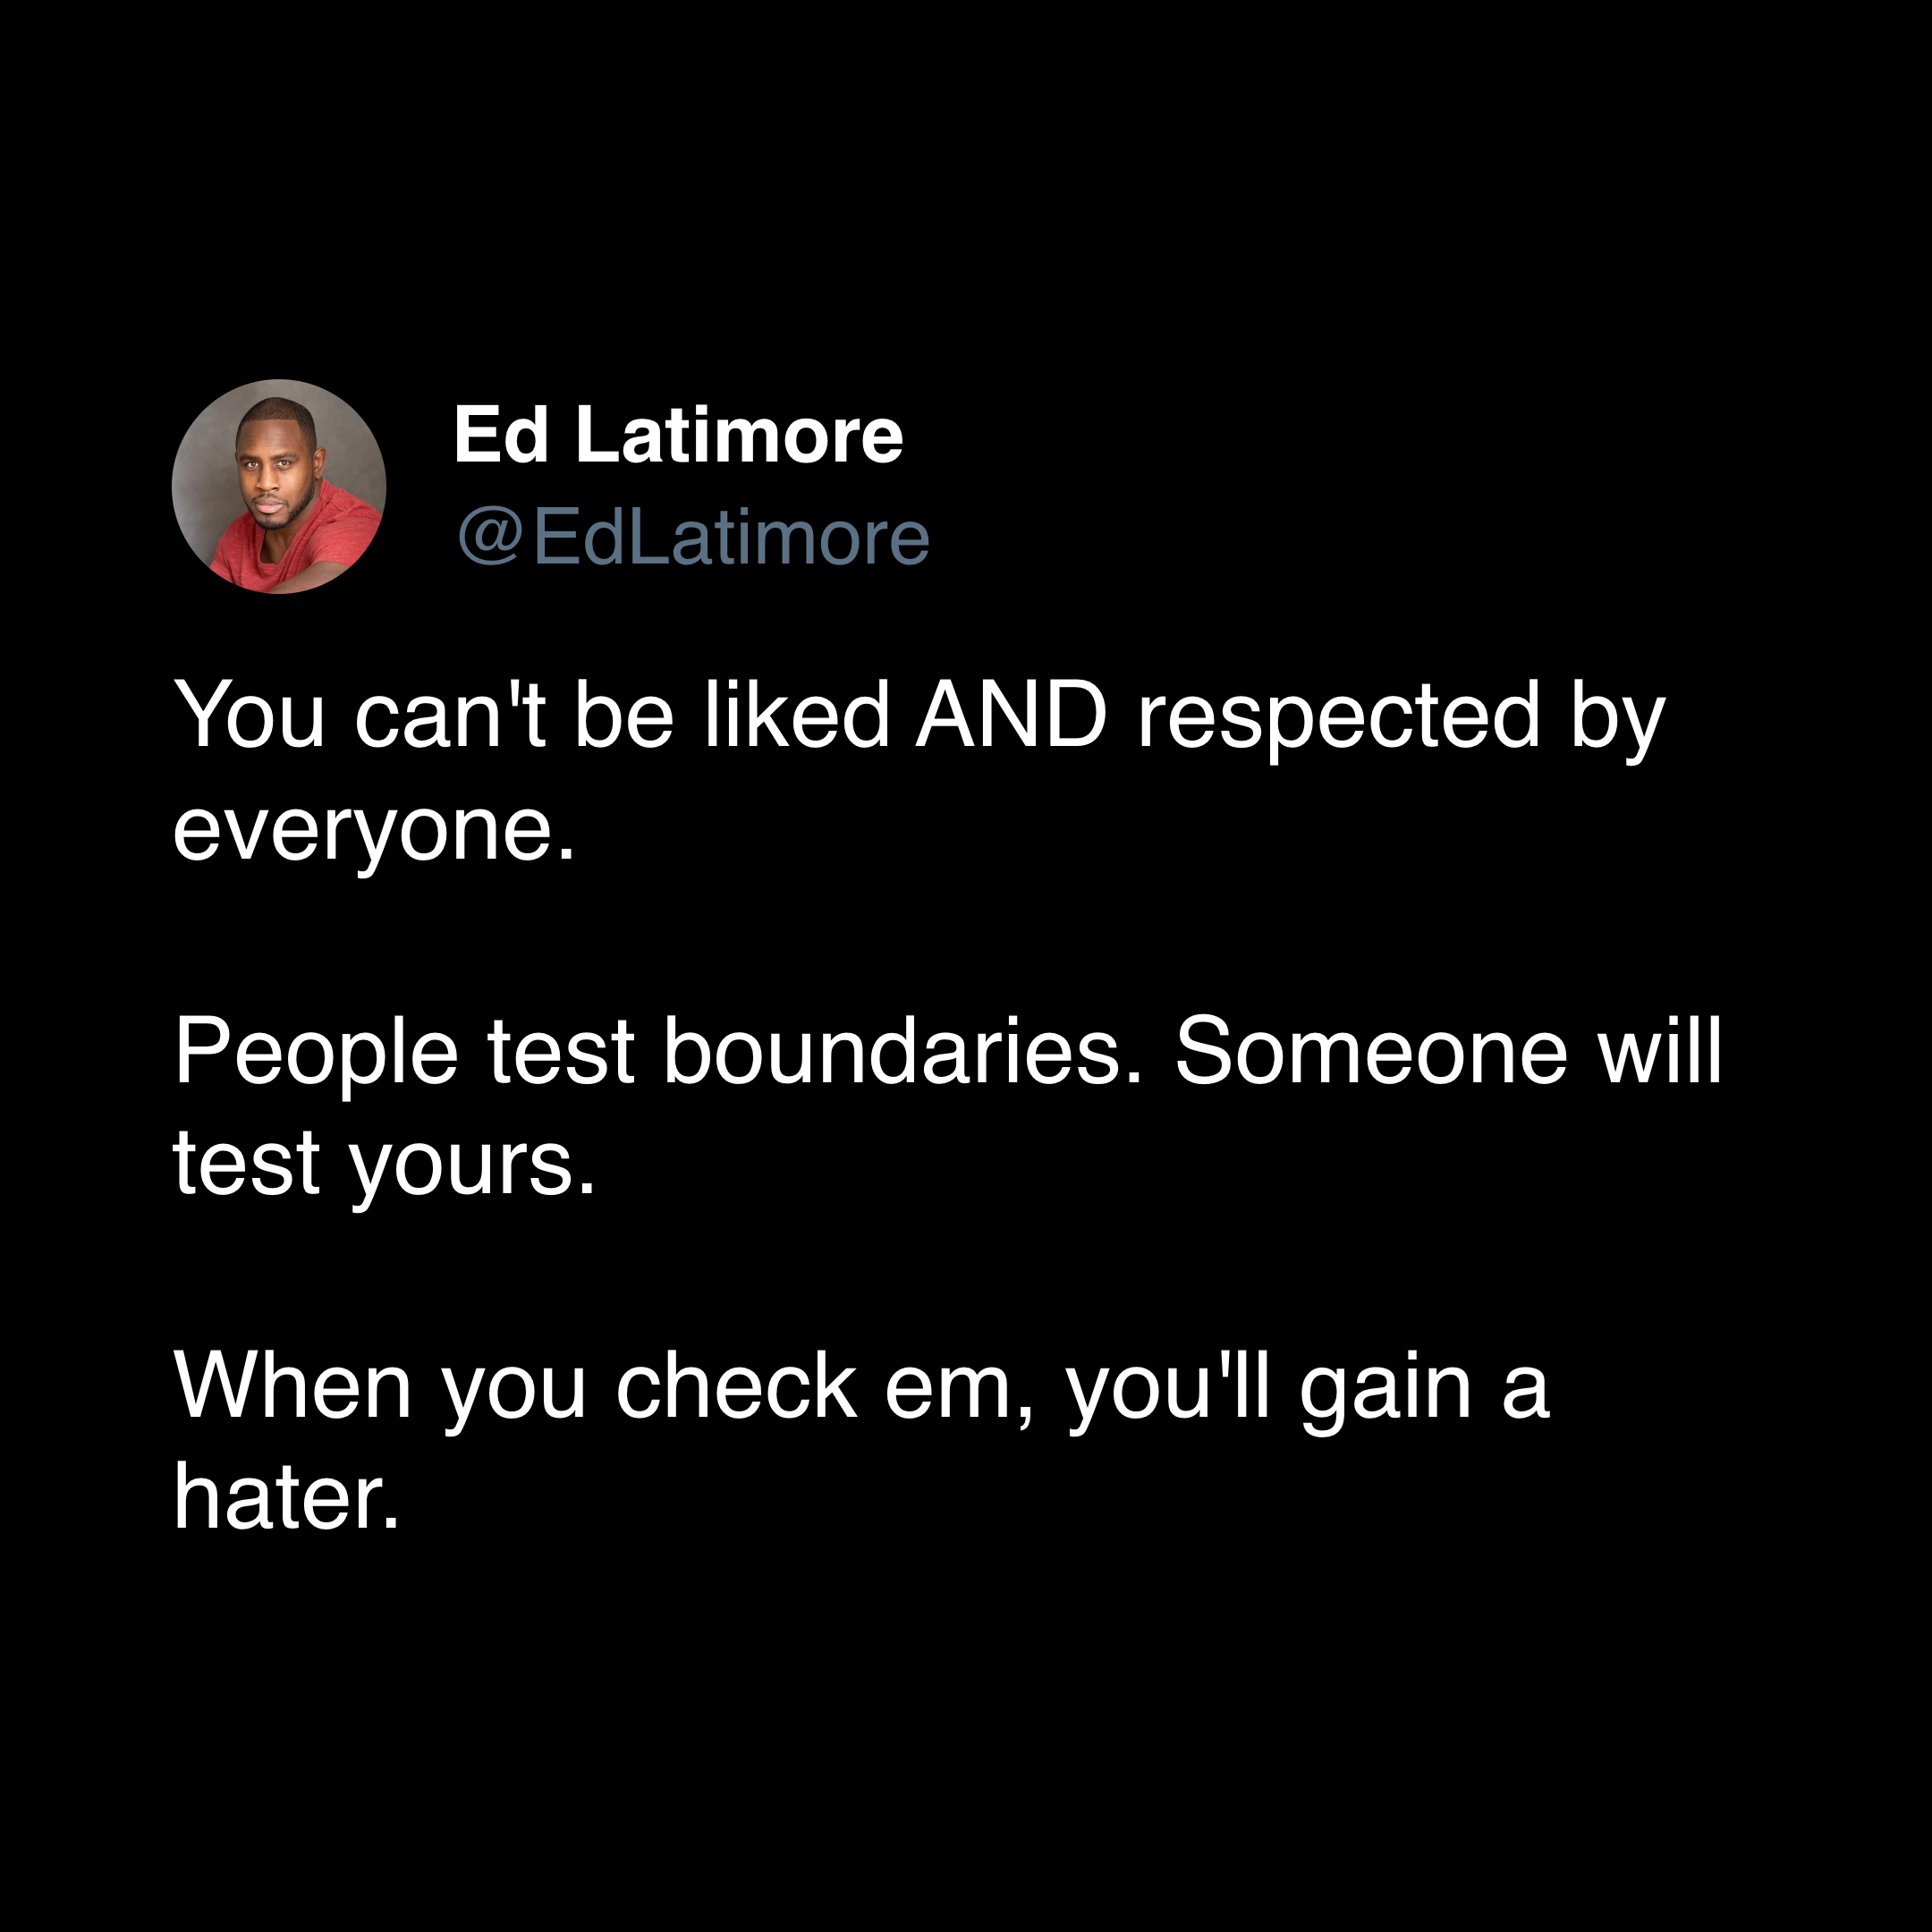 Ed Latimore
@EdLatimore
You can't be liked AND respected by
everyone.
People test boundaries. Someone will
test yours.
When you check em, you'll gain a
hater.